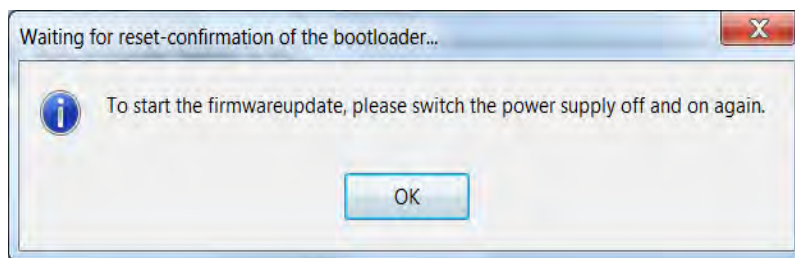 Waiting for reset-confirmation of the bootloader...
To start the firmwareupdate, please switch the power supply off and on again.
OK